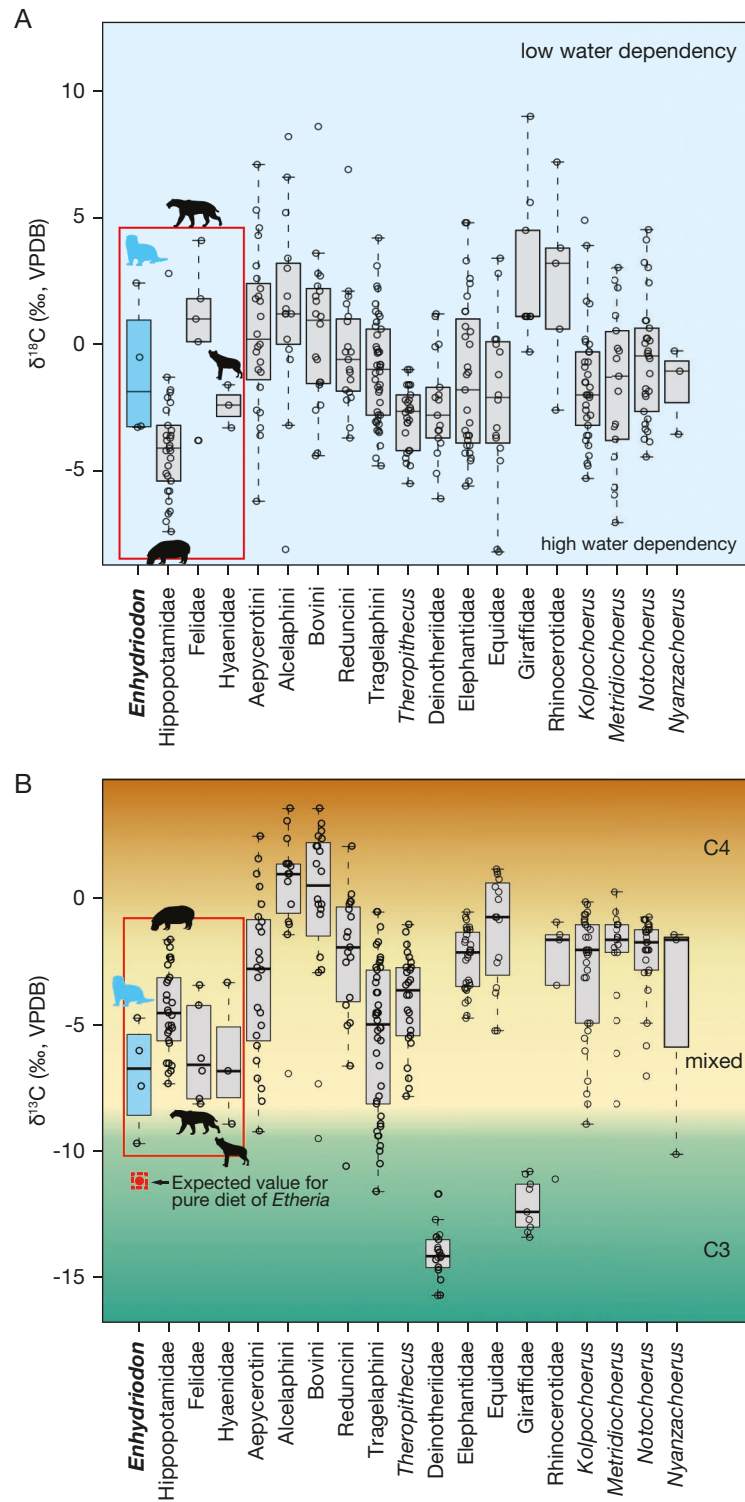 A
δ18C (‰, VPDB)
10
5
0
-5
low water dependency
high water dependency
Enhydriodon
Hippopotamidae
Felidae
Hyaenidae
Aepycerotini
Alcelaphini
Bovini
Reduncini
Tragelaphini
Theropithecus
Deinotheriidae
Elephantidae
Equidae
Giraffidae
Rhinocerotidae
Kolpochoerus
Metridiochoerus
Notochoerus
Nyanzachoerus
B
δ13C (‰, VPDB)
0
-5
-10
-15
C4
mixed
C3
Expected value for
pure diet of Etheria
Enhydriodon
Hippopotamidae
Felidae
Hyaenidae
Aepycerotini
Alcelaphini
Bovini
Reduncini
Tragelaphini
Theropithecus
Deinotheriidae
Elephantidae
Equidae
Giraffidae
Rhinocerotidae
Kolpochoerus
Metridiochoerus
Notochoerus
Nyanzachoerus